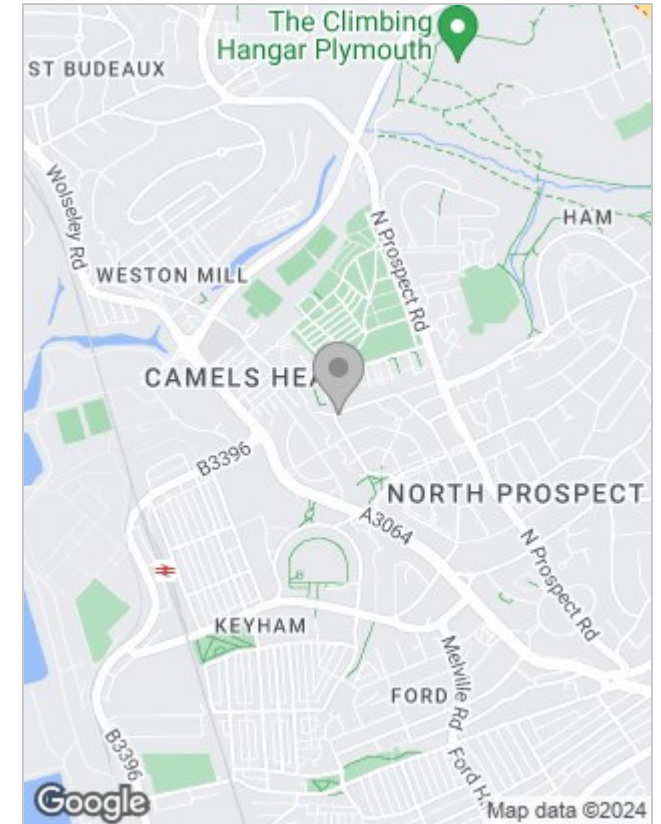 The Climbing
Hangar Plymouth
ST BUDEAUX
Wolseley Rd
N Prospect Rd
HAM
WESTON MILL
CAMELS HEA
B3396
NORTH PROSPECT
A3064
N Prospect Rd
KEYHAM
Melville Rd
FORD
B3396
Ford H
Google
Map data ©2024